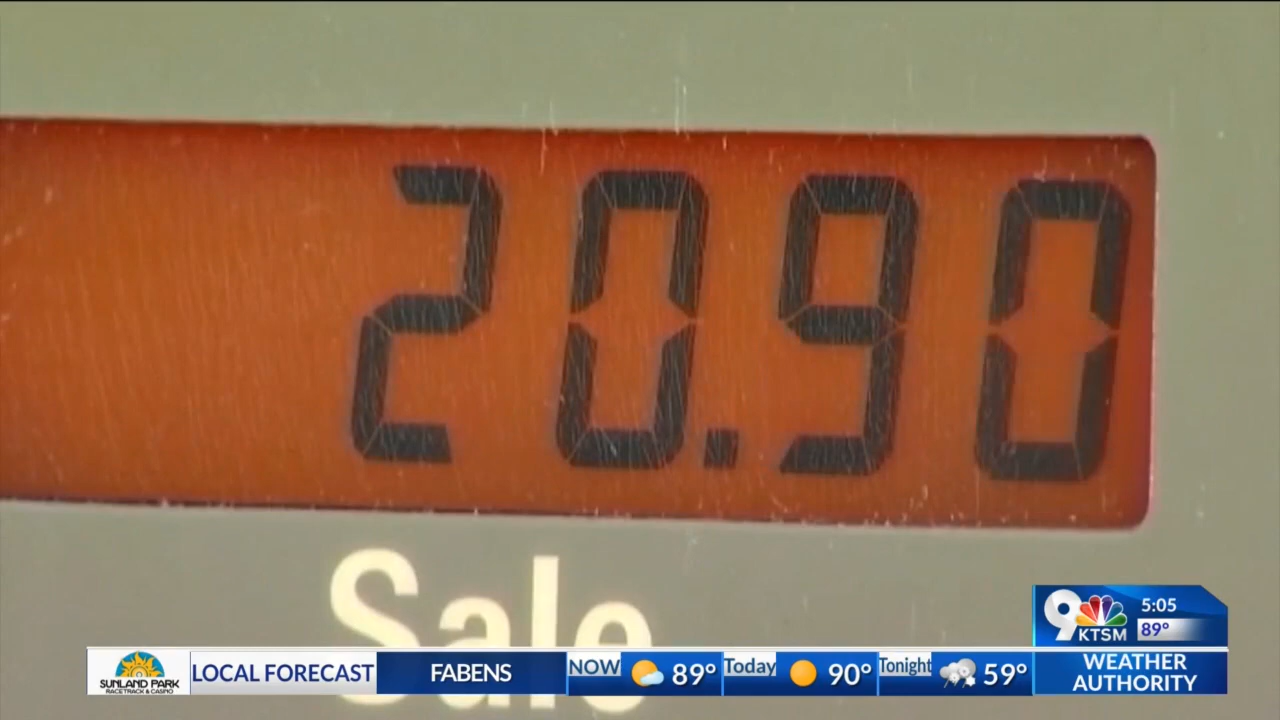 20.90
Sale
9 KTSM
5:05
89°
SUNLAND PARK
RACETRACK & CASINO
LOCAL FORECAST
FABENS
NOW 89°
Today 90°
Tonight 59°
WEATHER
AUTHORITY